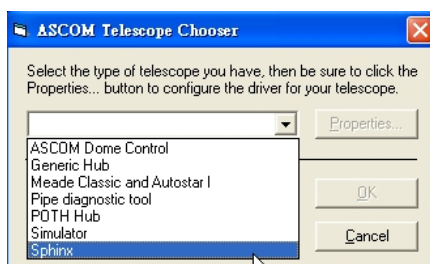 ASCOM Telescope Chooser
Select the type of telescope you have, then be sure to click the
Properties... button to configure the driver for your telescope.
Properties...
ASCOM Dome Control
Generic Hub
Meade Classic and Autostar I
Pipe diagnostic tool
POTH Hub
Simulator
Sphinx
OK
Cancel